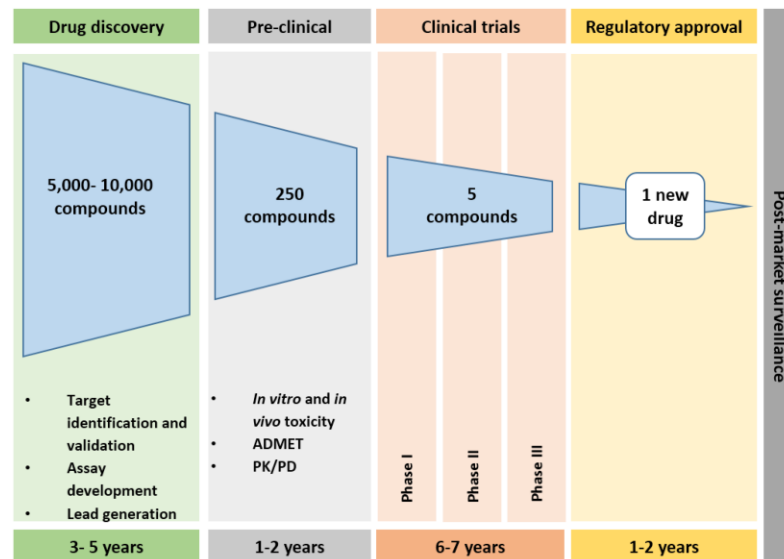 Drug discovery
Pre-clinical
Clinical trials
Regulatory approval
5,000- 10,000
compounds
250
compounds
5
compounds
1 new
drug
Post-market surveillance
• Target
identification and
validation
• Assay
development
• Lead generation
• In vitro and in
vivo toxicity
• ADMET
• PK/PD
Phase I
Phase II
Phase III
3- 5 years
1-2 years
6-7 years
1-2 years